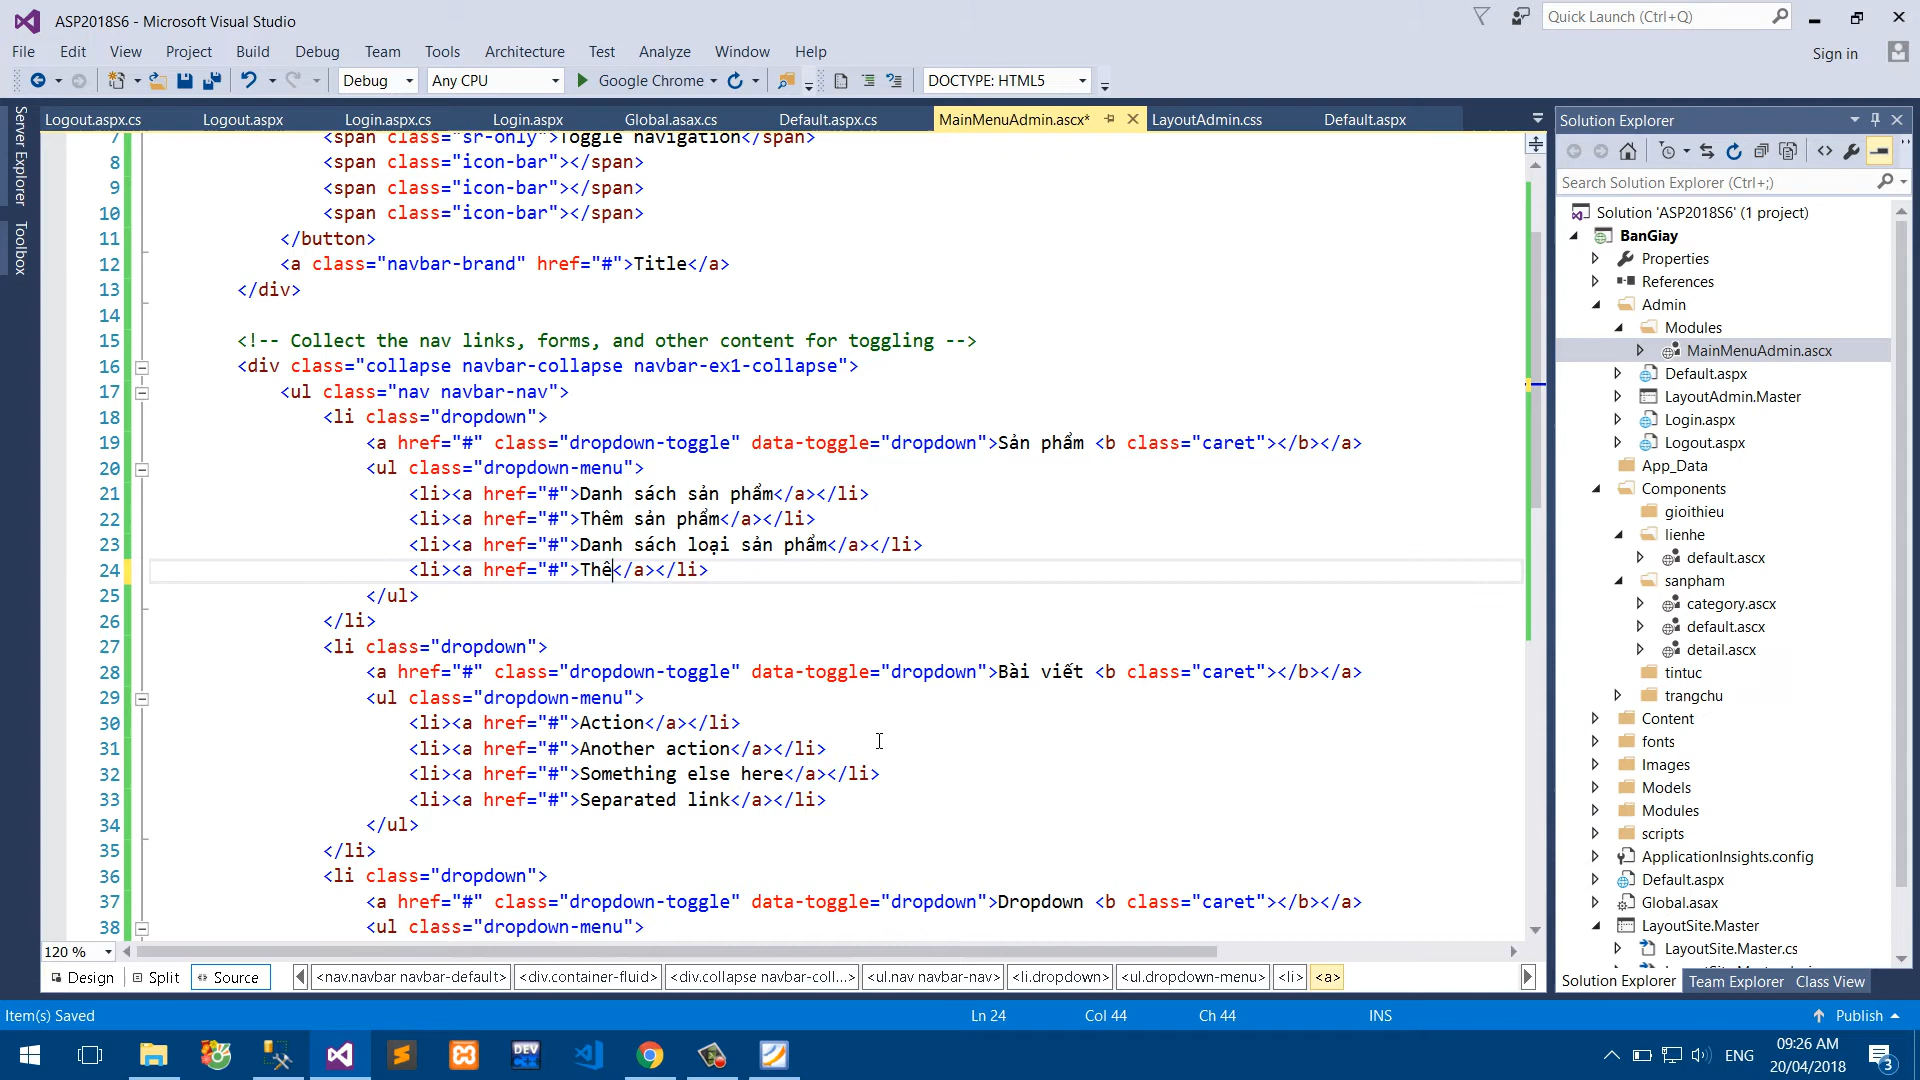 ASP2018S6 - Microsoft Visual Studio
Quick Launch (Ctrl+Q)
File Edit View Project Build Debug Team Tools Architecture Test Analyze Window Help
Sign in
Debug Any CPU Google Chrome DOCTYPE: HTML5
Server Explorer
Toolbox
Logout.aspx.cs Logout.aspx Login.aspx.cs Login.aspx Global.asax.cs Default.aspx.cs MainMenuAdmin.ascx* LayoutAdmin.css Default.aspx
7 <span class="sr-only">Toggle navigation</span>
8 <span class="icon-bar"></span>
9 <span class="icon-bar"></span>
10 <span class="icon-bar"></span>
11 </button>
12 <a class="navbar-brand" href="#">Title</a>
13 </div>
14
15 <!-- Collect the nav links, forms, and other content for toggling -->
16 <div class="collapse navbar-collapse navbar-ex1-collapse">
17 <ul class="nav navbar-nav">
18 <li class="dropdown">
19 <a href="#" class="dropdown-toggle" data-toggle="dropdown">Sản phẩm <b class="caret"></b></a>
20 <ul class="dropdown-menu">
21 <li><a href="#">Danh sách sản phẩm</a></li>
22 <li><a href="#">Thêm sản phẩm</a></li>
23 <li><a href="#">Danh sách loại sản phẩm</a></li>
24 <li><a href="#">Thê</a></li>
25 </ul>
26 </li>
27 <li class="dropdown">
28 <a href="#" class="dropdown-toggle" data-toggle="dropdown">Bài viết <b class="caret"></b></a>
29 <ul class="dropdown-menu">
30 <li><a href="#">Action</a></li>
31 <li><a href="#">Another action</a></li>
32 <li><a href="#">Something else here</a></li>
33 <li><a href="#">Separated link</a></li>
34 </ul>
35 </li>
36 <li class="dropdown">
37 <a href="#" class="dropdown-toggle" data-toggle="dropdown">Dropdown <b class="caret"></b></a>
38 <ul class="dropdown-menu">
120 %
Design Split Source <nav.navbar navbar-default> <div.container-fluid> <div.collapse navbar-coll...> <ul.nav navbar-nav> <li.dropdown> <ul.dropdown-menu> <li> <a>
Solution Explorer
Search Solution Explorer (Ctrl+;)
Solution 'ASP2018S6' (1 project)
BanGiay
Properties
References
Admin
Modules
MainMenuAdmin.ascx
Default.aspx
LayoutAdmin.Master
Login.aspx
Logout.aspx
App_Data
Components
gioithieu
lienhe
default.ascx
sanpham
category.ascx
default.ascx
detail.ascx
tintuc
trangchu
Content
fonts
Images
Models
Modules
scripts
ApplicationInsights.config
Default.aspx
Global.asax
LayoutSite.Master
LayoutSite.Master.cs
Solution Explorer Team Explorer Class View
Item(s) Saved Ln 24 Col 44 Ch 44 INS Publish
DEV
ENG
09:26 AM
20/04/2018
3